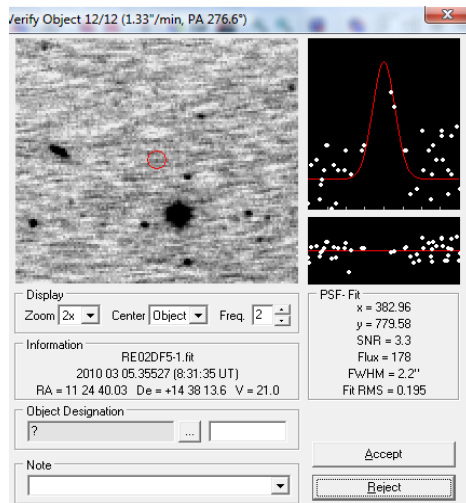 Verify Object 12/12 (1.33"/min, PA 276.6°)
Display
Zoom 2x Center Object Freq. 2
Information
RE02DF5-1.fit
2010 03 05.35527 (8:31:35 UT)
RA = 11 24 40.03 De = +14 38 13.6 V = 21.0
Object Designation
? ...
Note
PSF- Fit
x = 382.96
y = 779.58
SNR = 3.3
Flux = 178
FWHM = 2.2"
Fit RMS = 0.195
Accept
Reject